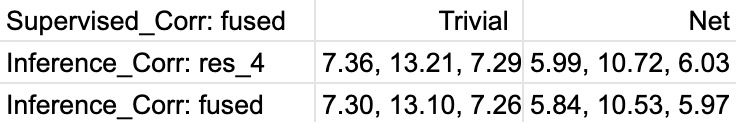 Supervised_Corr: fused Trivial Net
Inference_Corr: res_4 7.36, 13.21, 7.29 5.99, 10.72, 6.03
Inference_Corr: fused 7.30, 13.10, 7.26 5.84, 10.53, 5.97